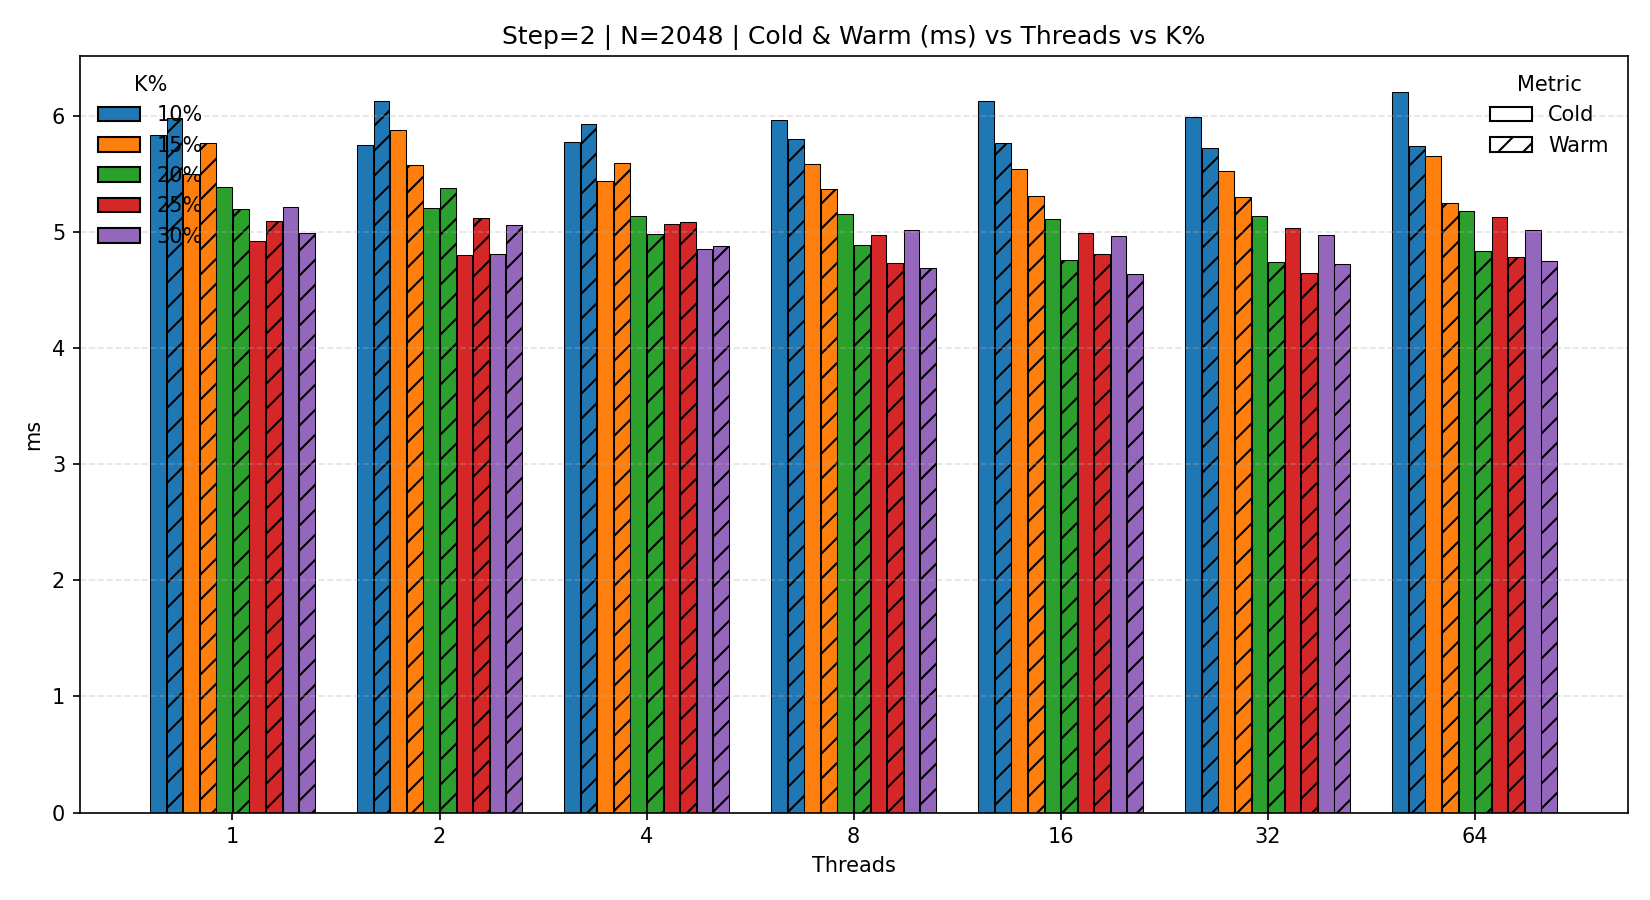 Step=2 | N=2048 | Cold & Warm (ms) vs Threads vs K%
K%
10%
15%
20%
25%
30%
Metric
Cold
Warm
6
5
4
3
2
1
0
ms
1 2 4 8 16 32 64
Threads